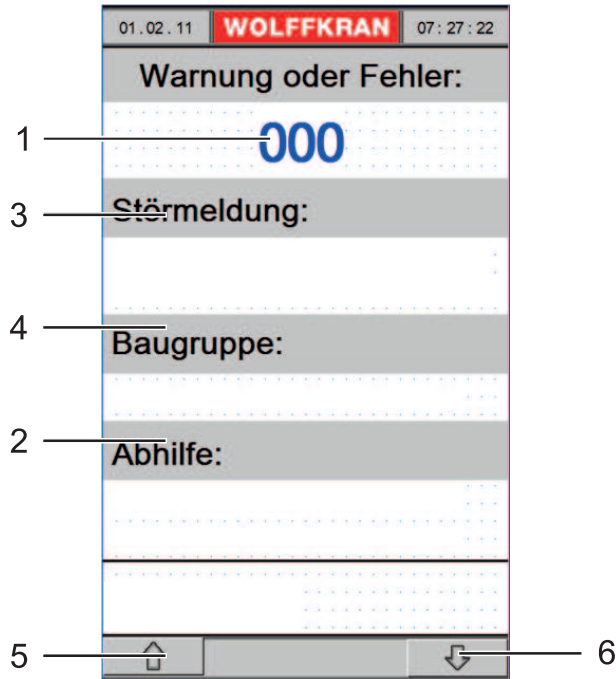 01.02.11 WOLFFKRAN 07:27:22
Warnung oder Fehler:
1 000
3 Störmeldung:
4 Baugruppe:
2 Abhilfe:
5 6